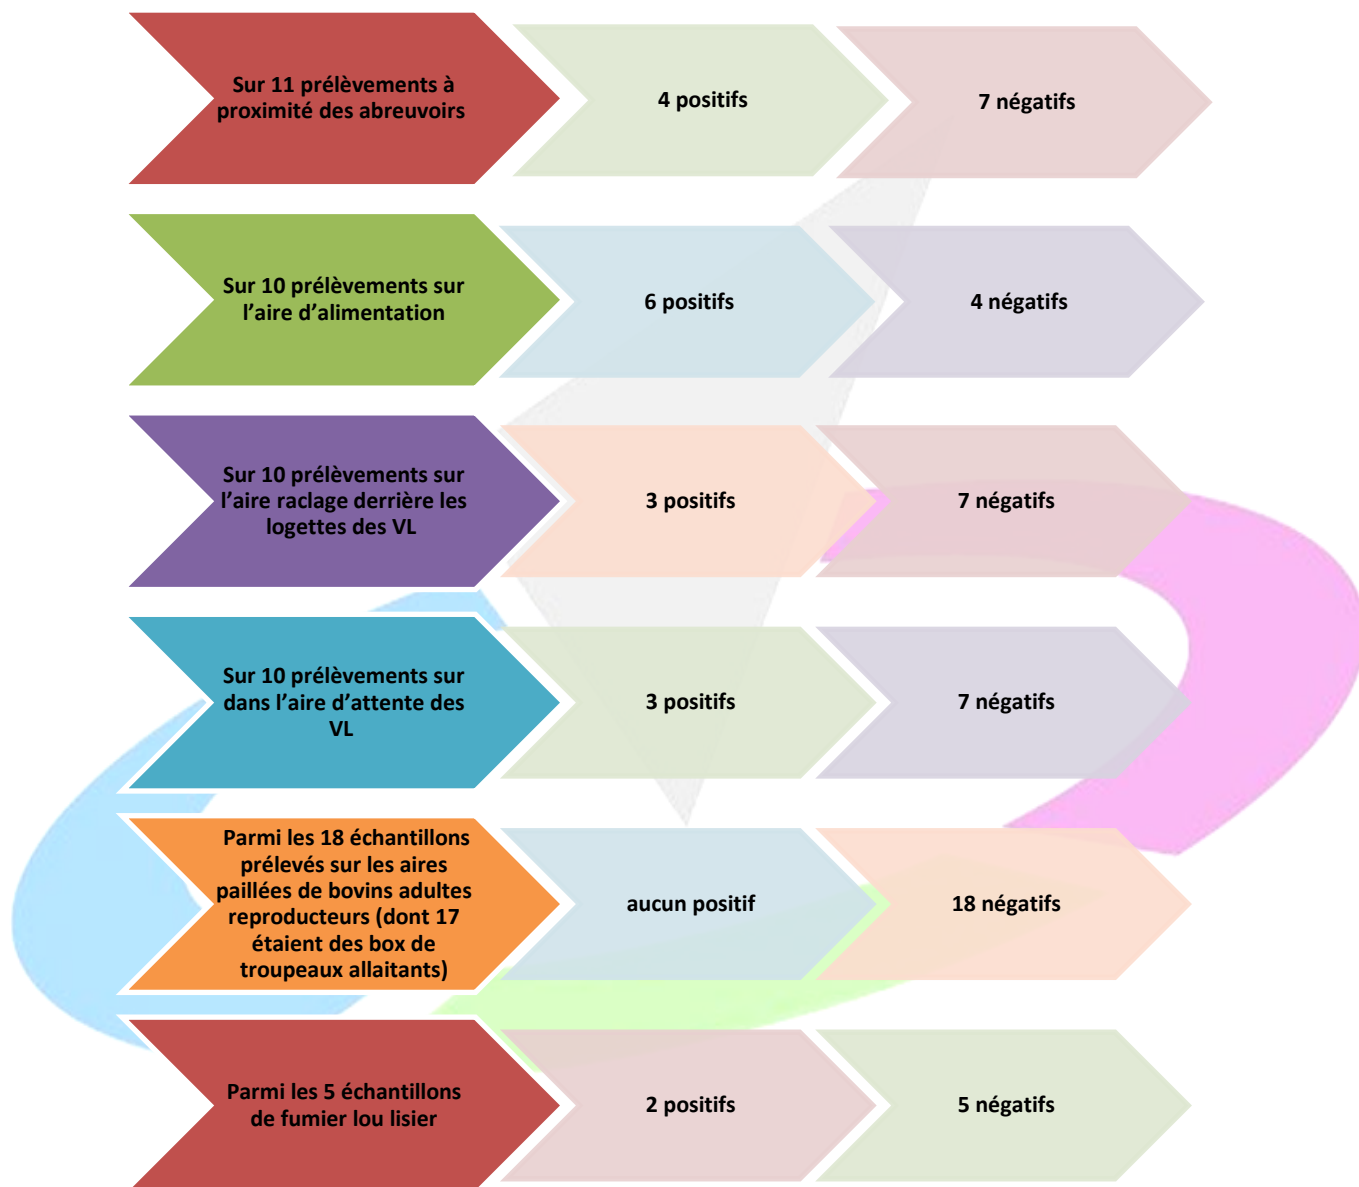 Sur 11 prélèvements à
proximité des abreuvoirs
4 positifs
7 négatifs
Sur 10 prélèvements sur
l’aire d’alimentation
6 positifs
4 négatifs
Sur 10 prélèvements sur
l’aire raclage derrière les
logettes des VL
3 positifs
7 négatifs
Sur 10 prélèvements sur
dans l’aire d’attente des
VL
3 positifs
7 négatifs
Parmi les 18 échantillons
prélevés sur les aires
paillées de bovins adultes
reproducteurs (dont 17
étaient des box de
troupeaux allaitants)
aucun positif
18 négatifs
Parmi les 5 échantillons
de fumier lou lisier
2 positifs
5 négatifs